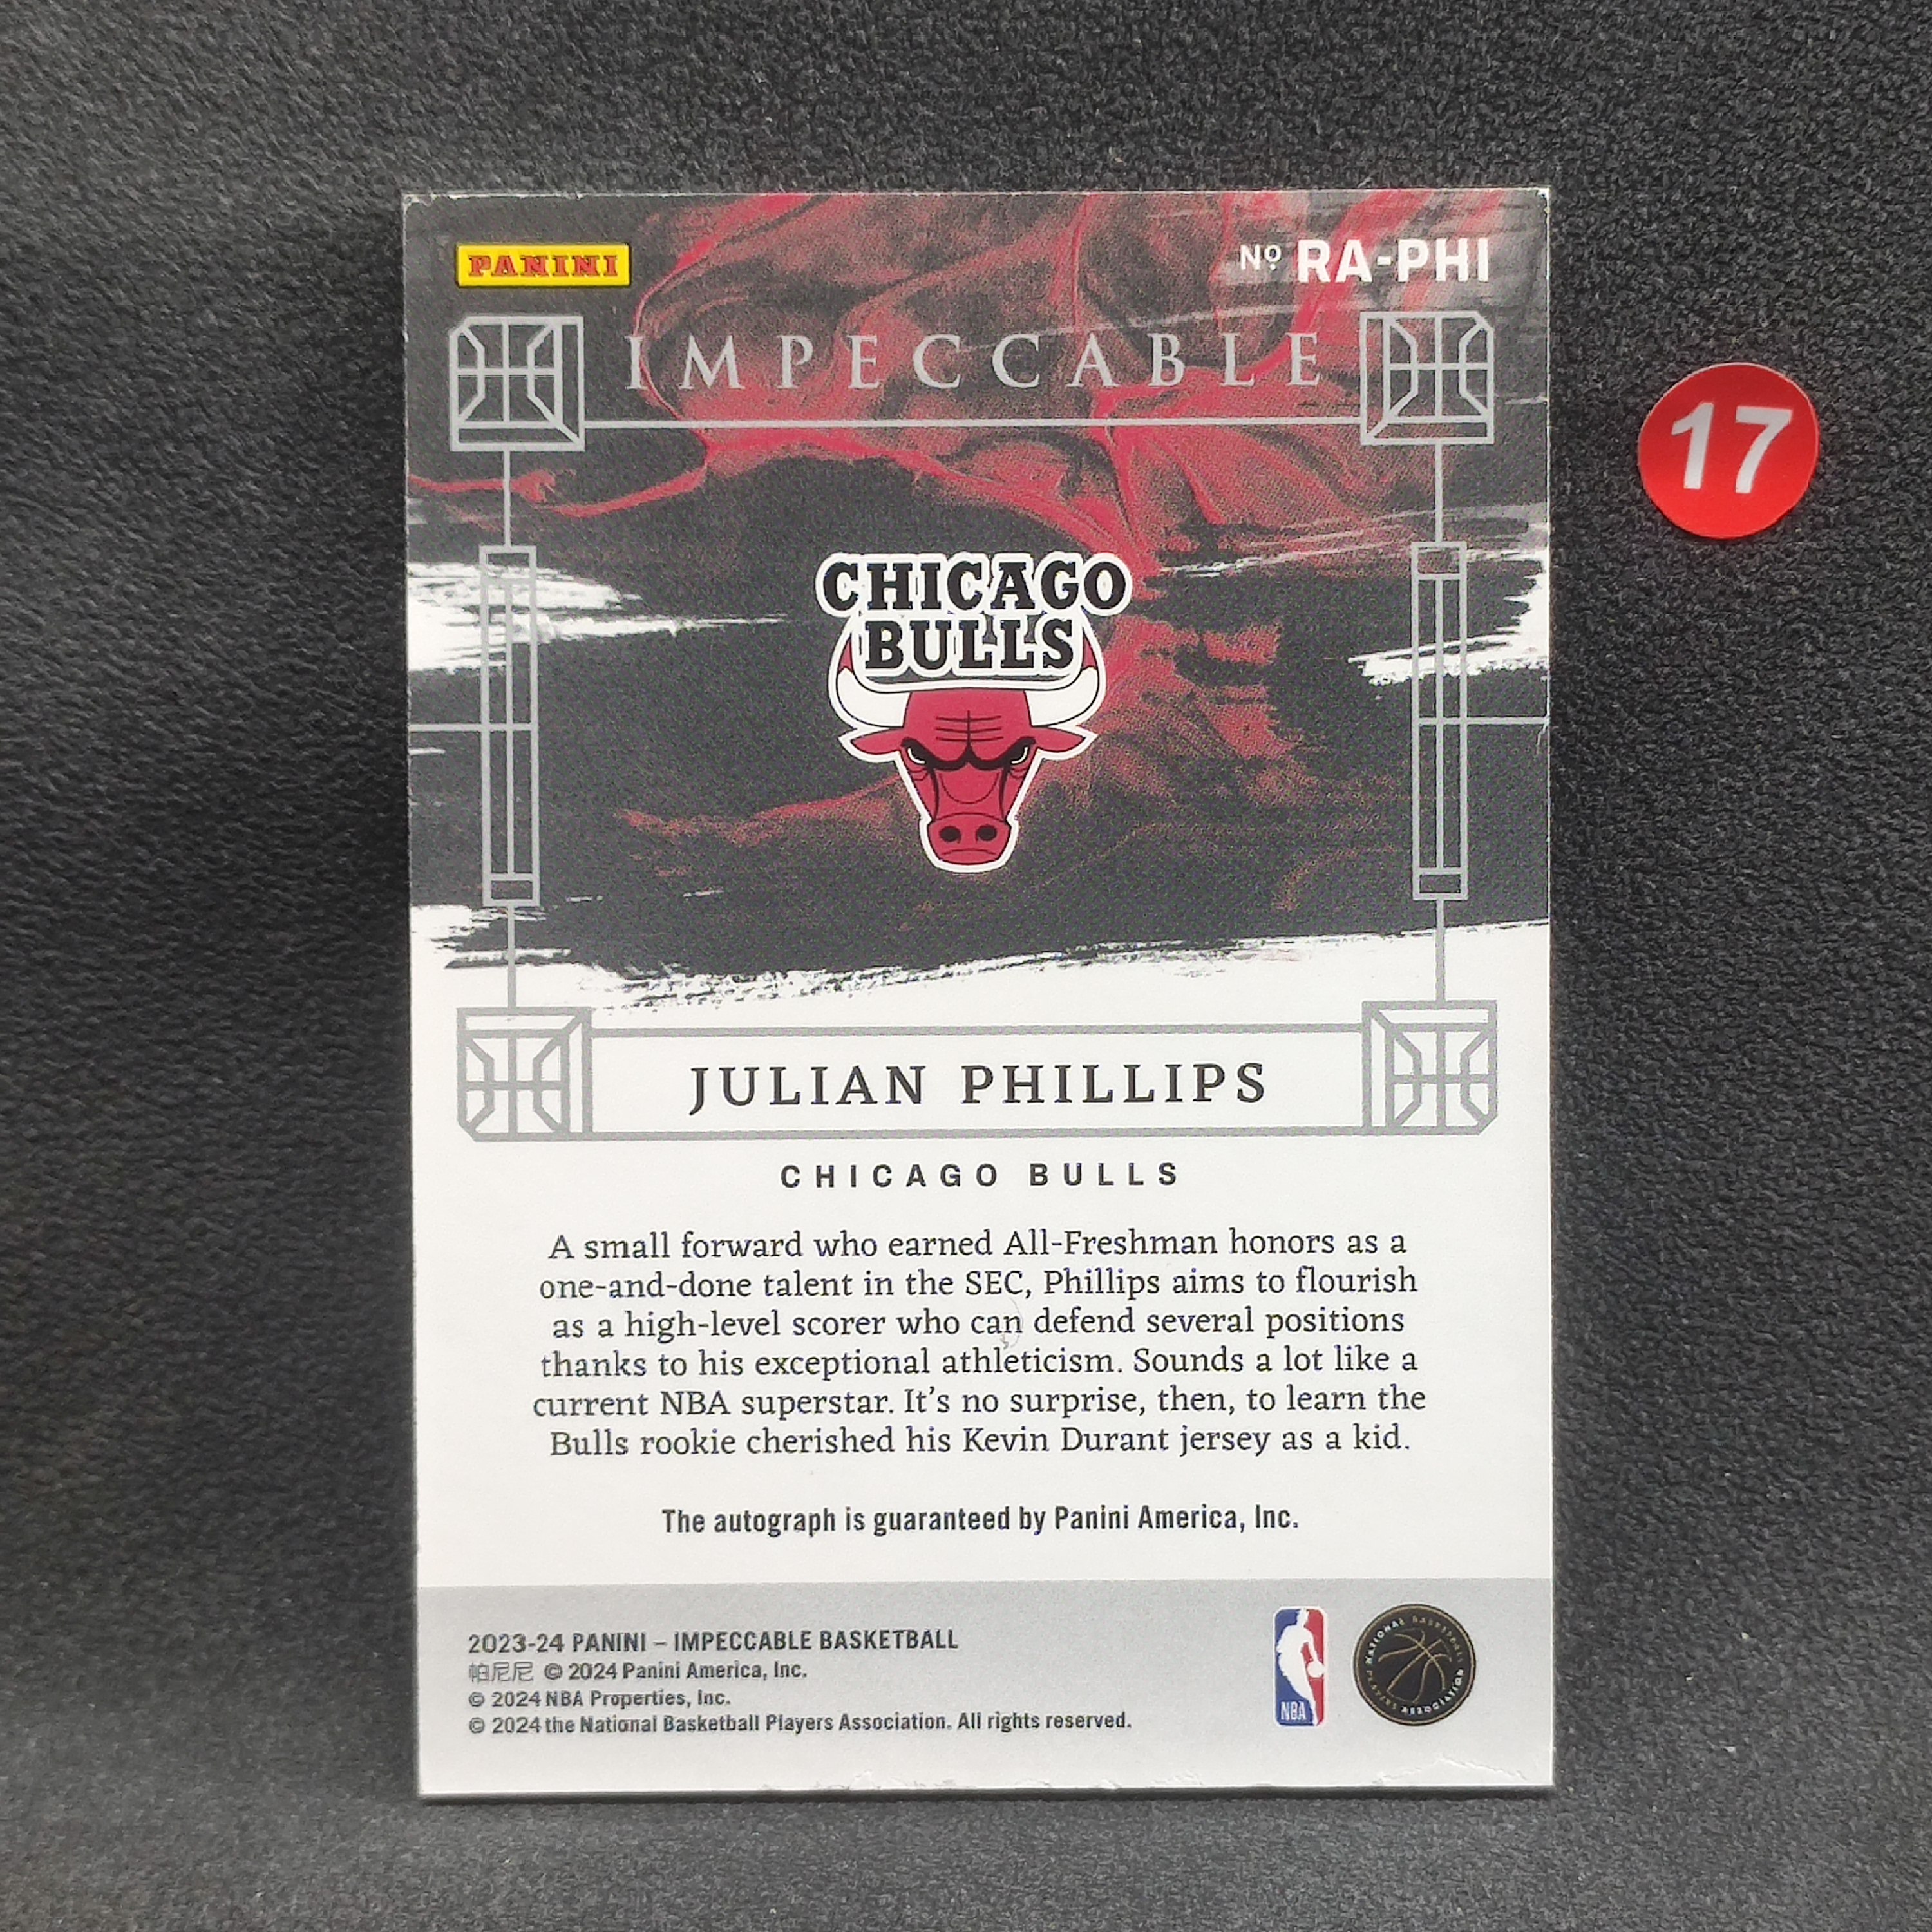 PANINI
Nº RA-PHI
IMPECCABLE
17
CHICAGO
BULLS
JULIAN PHILLIPS
CHICAGO BULLS
A small forward who earned All-Freshman honors as a
one-and-done talent in the SEC, Phillips aims to flourish
as a high-level scorer who can defend several positions
thanks to his exceptional athleticism. Sounds a lot like a
current NBA superstar. It’s no surprise, then, to learn the
Bulls rookie cherished his Kevin Durant jersey as a kid.
The autograph is guaranteed by Panini America, Inc.
2023-24 PANINI – IMPECCABLE BASKETBALL
帕尼尼 © 2024 Panini America, Inc.
© 2024 NBA Properties, Inc.
© 2024 the National Basketball Players Association. All rights reserved.
NBA
NATIONAL BASKETBALL
PLAYERS ASSOCIATION